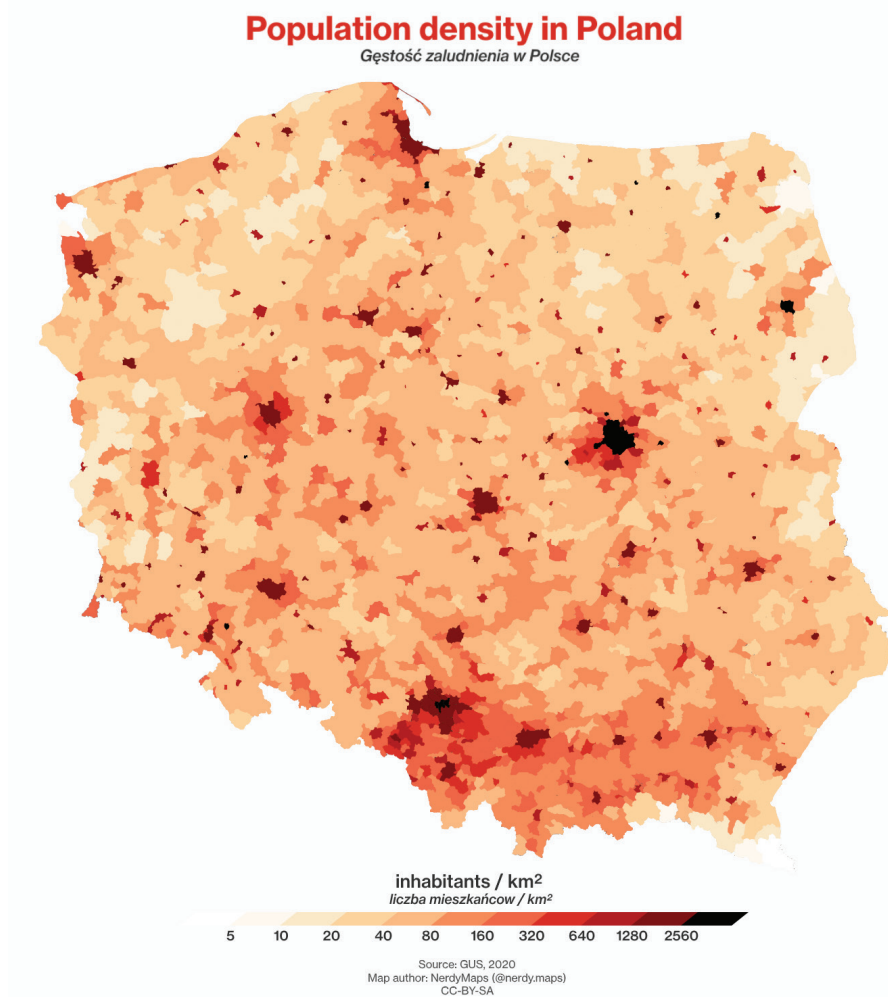 Population density in Poland
Gęstość zaludnienia w Polsce
inhabitants / km²
liczba mieszkańcow / km²
5 10 20 40 80 160 320 640 1280 2560
Source: GUS, 2020
Map author: NerdyMaps (@nerdy.maps)
CC-BY-SA